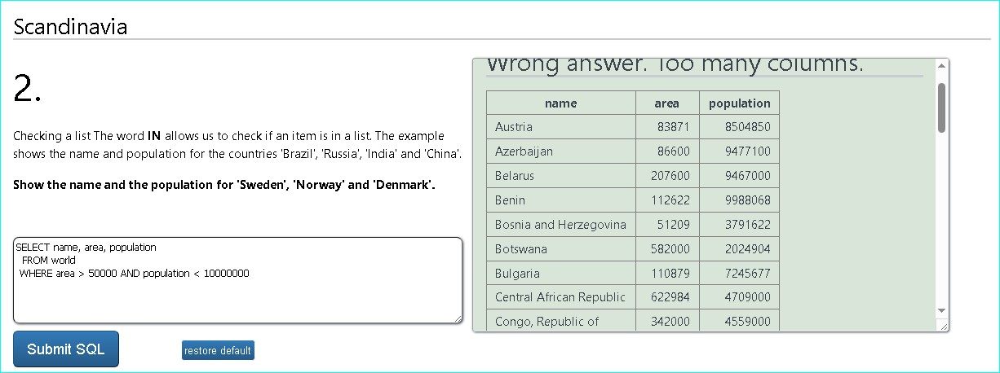 Scandinavia
2.
Checking a list The word IN allows us to check if an item is in a list. The example
shows the name and population for the countries 'Brazil', 'Russia', 'India' and 'China'.
Show the name and the population for 'Sweden', 'Norway' and 'Denmark'.
SELECT name, area, population
FROM world
WHERE area > 50000 AND population < 10000000
Submit SQL
restore default
Wrong answer. Too many columns.
name area population
Austria 83871 8504850
Azerbaijan 86600 9477100
Belarus 207600 9467000
Benin 112622 9988068
Bosnia and Herzegovina 51209 3791622
Botswana 582000 2024904
Bulgaria 110879 7245677
Central African Republic 622984 4709000
Congo, Republic of 342000 4559000